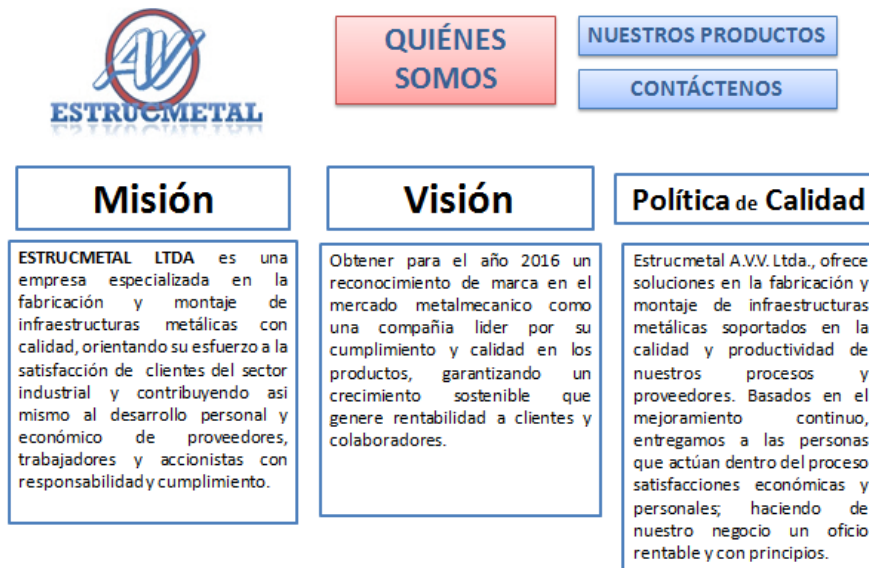 AVV
ESTRUCMETAL
QUIÉNES
SOMOS
NUESTROS PRODUCTOS
CONTÁCTENOS
Misión
ESTRUCMETAL LTDA es una
empresa especializada en la
fabricación y montaje de
infraestructuras metálicas con
calidad, orientando su esfuerzo a la
satisfacción de clientes del sector
industrial y contribuyendo asi
mismo al desarrollo personal y
económico de proveedores,
trabajadores y accionistas con
responsabilidad y cumplimiento.
Visión
Obtener para el año 2016 un
reconocimiento de marca en el
mercado metalmecanico como
una compañia lider por su
cumplimiento y calidad en los
productos, garantizando un
crecimiento sostenible que
genere rentabilidad a clientes y
colaboradores.
Política de Calidad
Estrucmetal A.V.V. Ltda., ofrece
soluciones en la fabricación y
montaje de infraestructuras
metálicas soportados en la
calidad y productividad de
nuestros procesos y
proveedores. Basados en el
mejoramiento continuo,
entregamos a las personas
que actúan dentro del proceso
satisfacciones económicas y
personales; haciendo de
nuestro negocio un oficio
rentable y con principios.